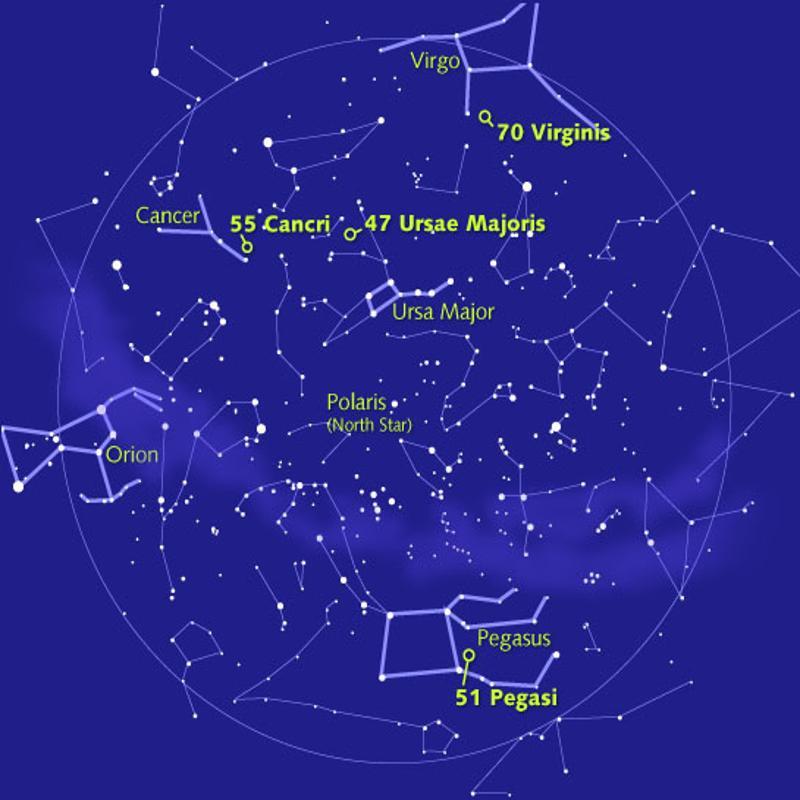 Virgo
70 Virginis
Cancer
55 Cancri
47 Ursae Majoris
Ursa Major
Polaris
(North Star)
Orion
Pegasus
51 Pegasi